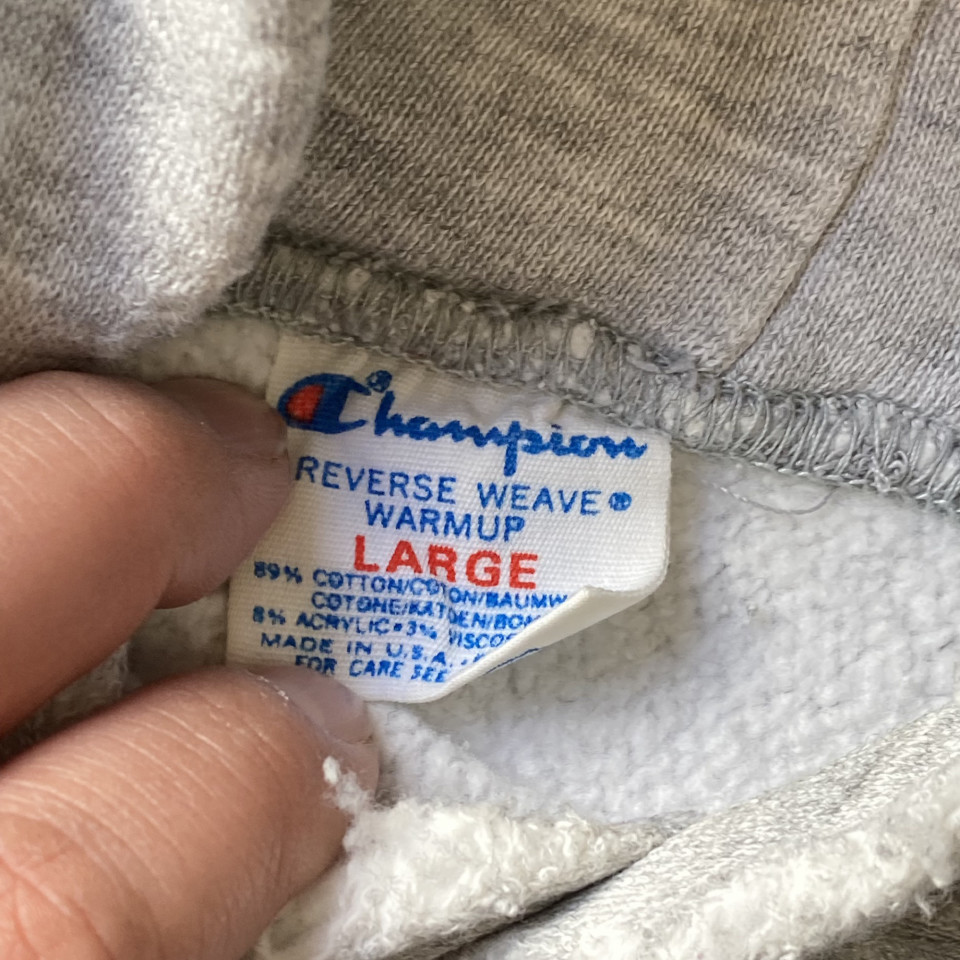 Champion
REVERSE WEAVE®
WARMUP
LARGE
89% COTTON/COTON/BAUMW
COTONE/KATOEN/BOM
8% ACRYLIC•3% VISCOS
MADE IN U.S.A.
FOR CARE SEE